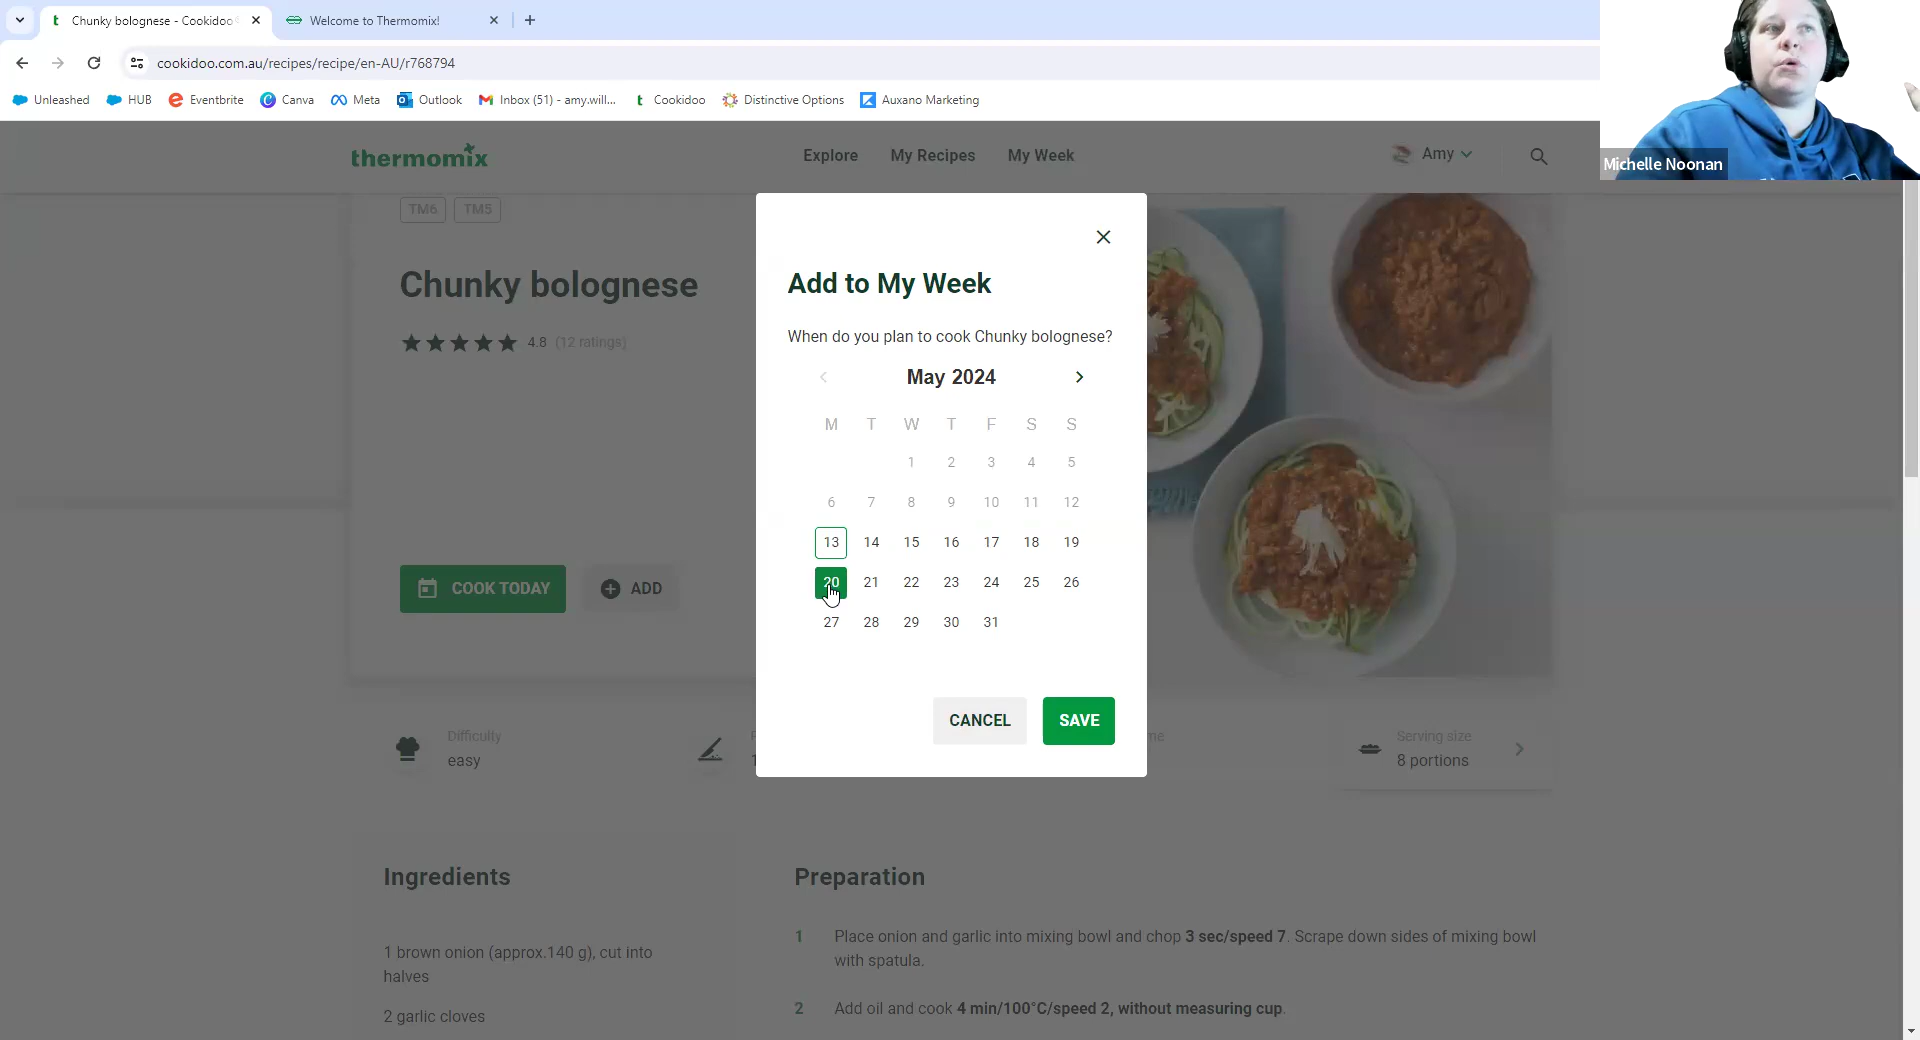 Chunky bolognese - Cookidoo
Welcome to Thermomix!
cookidoo.com.au/recipes/recipe/en-AU/r768794
Unleashed
HUB
Eventbrite
Canva
Meta
Outlook
Inbox (51) - amy.will...
Cookidoo
Distinctive Options
Auxano Marketing
Michelle Noonan
thermomix
Explore
My Recipes
My Week
Amy
TM6
TM5
Chunky bolognese
4.8 (12 ratings)
COOK TODAY
ADD
Add to My Week
When do you plan to cook Chunky bolognese?
May 2024
M T W T F S S
1 2 3 4 5
6 7 8 9 10 11 12
13 14 15 16 17 18 19
20 21 22 23 24 25 26
27 28 29 30 31
CANCEL
SAVE
Difficulty
easy
Serving size
8 portions
Ingredients
1 brown onion (approx.140 g), cut into
halves
2 garlic cloves
Preparation
1 Place onion and garlic into mixing bowl and chop 3 sec/speed 7. Scrape down sides of mixing bowl
with spatula.
2 Add oil and cook 4 min/100°C/speed 2, without measuring cup.